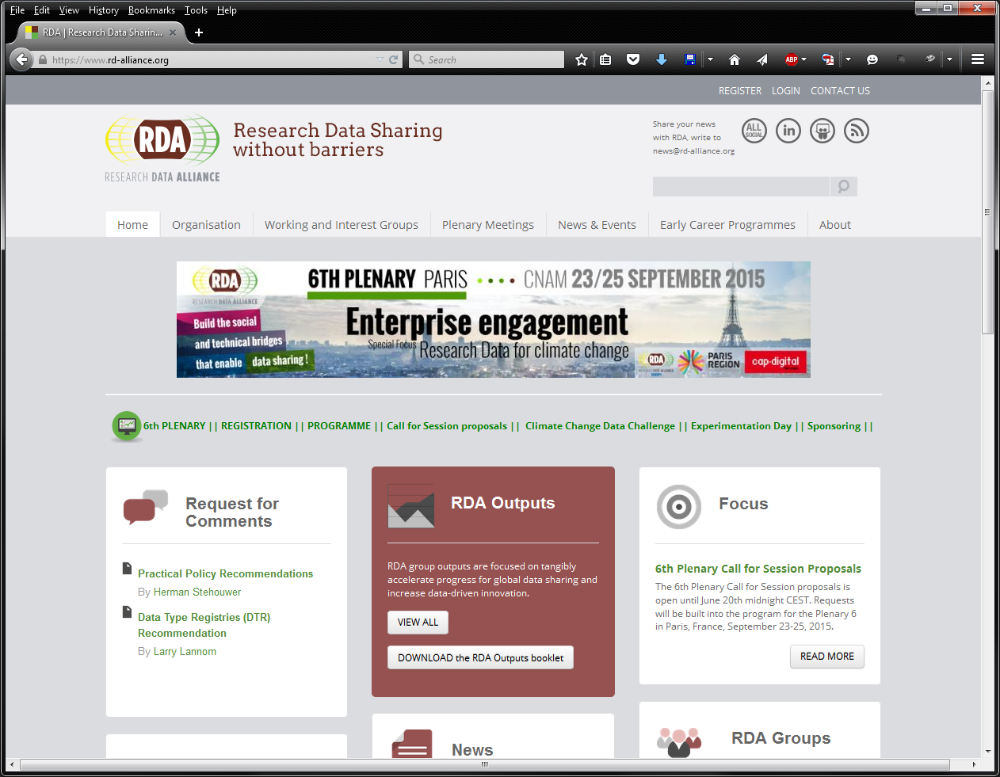 File Edit View History Bookmarks Tools Help
RDA | Research Data Sharin...
https://www.rd-alliance.org
Search
ABP
REGISTER LOGIN CONTACT US
RDA
RESEARCH DATA ALLIANCE
Research Data Sharing
without barriers
Share your news
with RDA, write to
news@rd-alliance.org
ALL
SOCIAL
in
Home Organisation Working and Interest Groups Plenary Meetings News & Events Early Career Programmes About
RDA
RESEARCH DATA ALLIANCE
6TH PLENARY PARIS CNAM 23/25 SEPTEMBER 2015
Build the social
and technical bridges
that enable data sharing !
Enterprise engagement
Special Focus Research Data for climate change
RDA
PARIS
REGION
cap-digital
6th PLENARY || REGISTRATION || PROGRAMME || Call for Session proposals || Climate Change Data Challenge || Experimentation Day || Sponsoring ||
Request for
Comments
Practical Policy Recommendations
By Herman Stehouwer
Data Type Registries (DTR)
Recommendation
By Larry Lannom
RDA Outputs
RDA group outputs are focused on tangibly
accelerate progress for global data sharing and
increase data-driven innovation.
VIEW ALL
DOWNLOAD the RDA Outputs booklet
News
Focus
6th Plenary Call for Session Proposals
The 6th Plenary Call for Session proposals is
open until June 20th midnight CEST. Requests
will be built into the program for the Plenary 6
in Paris, France, September 23-25, 2015.
READ MORE
RDA Groups